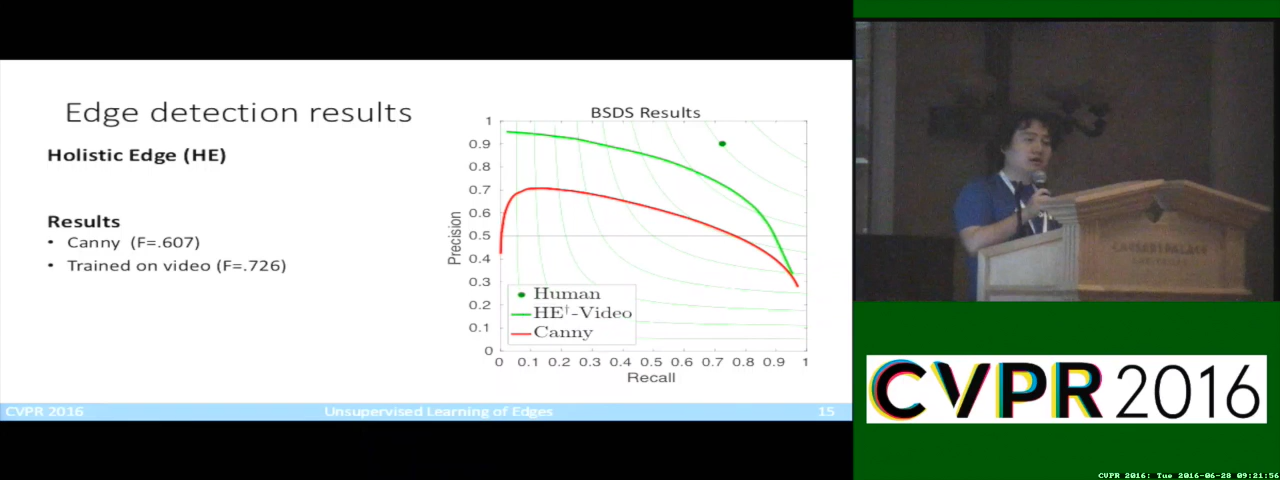 Edge detection results
Holistic Edge (HE)
Results
• Canny (F=.607)
• Trained on video (F=.726)
BSDS Results
Precision
1
0.9
0.8
0.7
0.6
0.5
0.4
0.3
0.2
0.1
0
Human
HE†-Video
Canny
0 0.1 0.2 0.3 0.4 0.5 0.6 0.7 0.8 0.9 1
Recall
CVPR 2016 Unsupervised Learning of Edges 15
CVPR 2016
CVPR 2016: Tue 2016-06-28 09:21:56